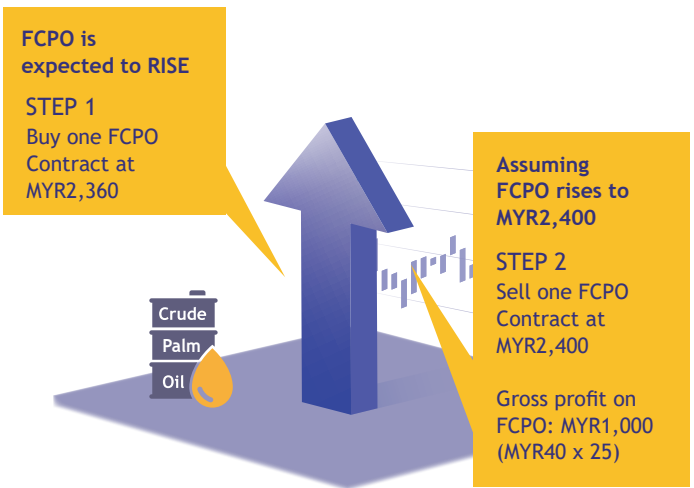 FCPO is
expected to RISE
STEP 1
Buy one FCPO
Contract at
MYR2,360
Crude
Palm
Oil
Assuming
FCPO rises to
MYR2,400
STEP 2
Sell one FCPO
Contract at
MYR2,400
Gross profit on
FCPO: MYR1,000
(MYR40 x 25)